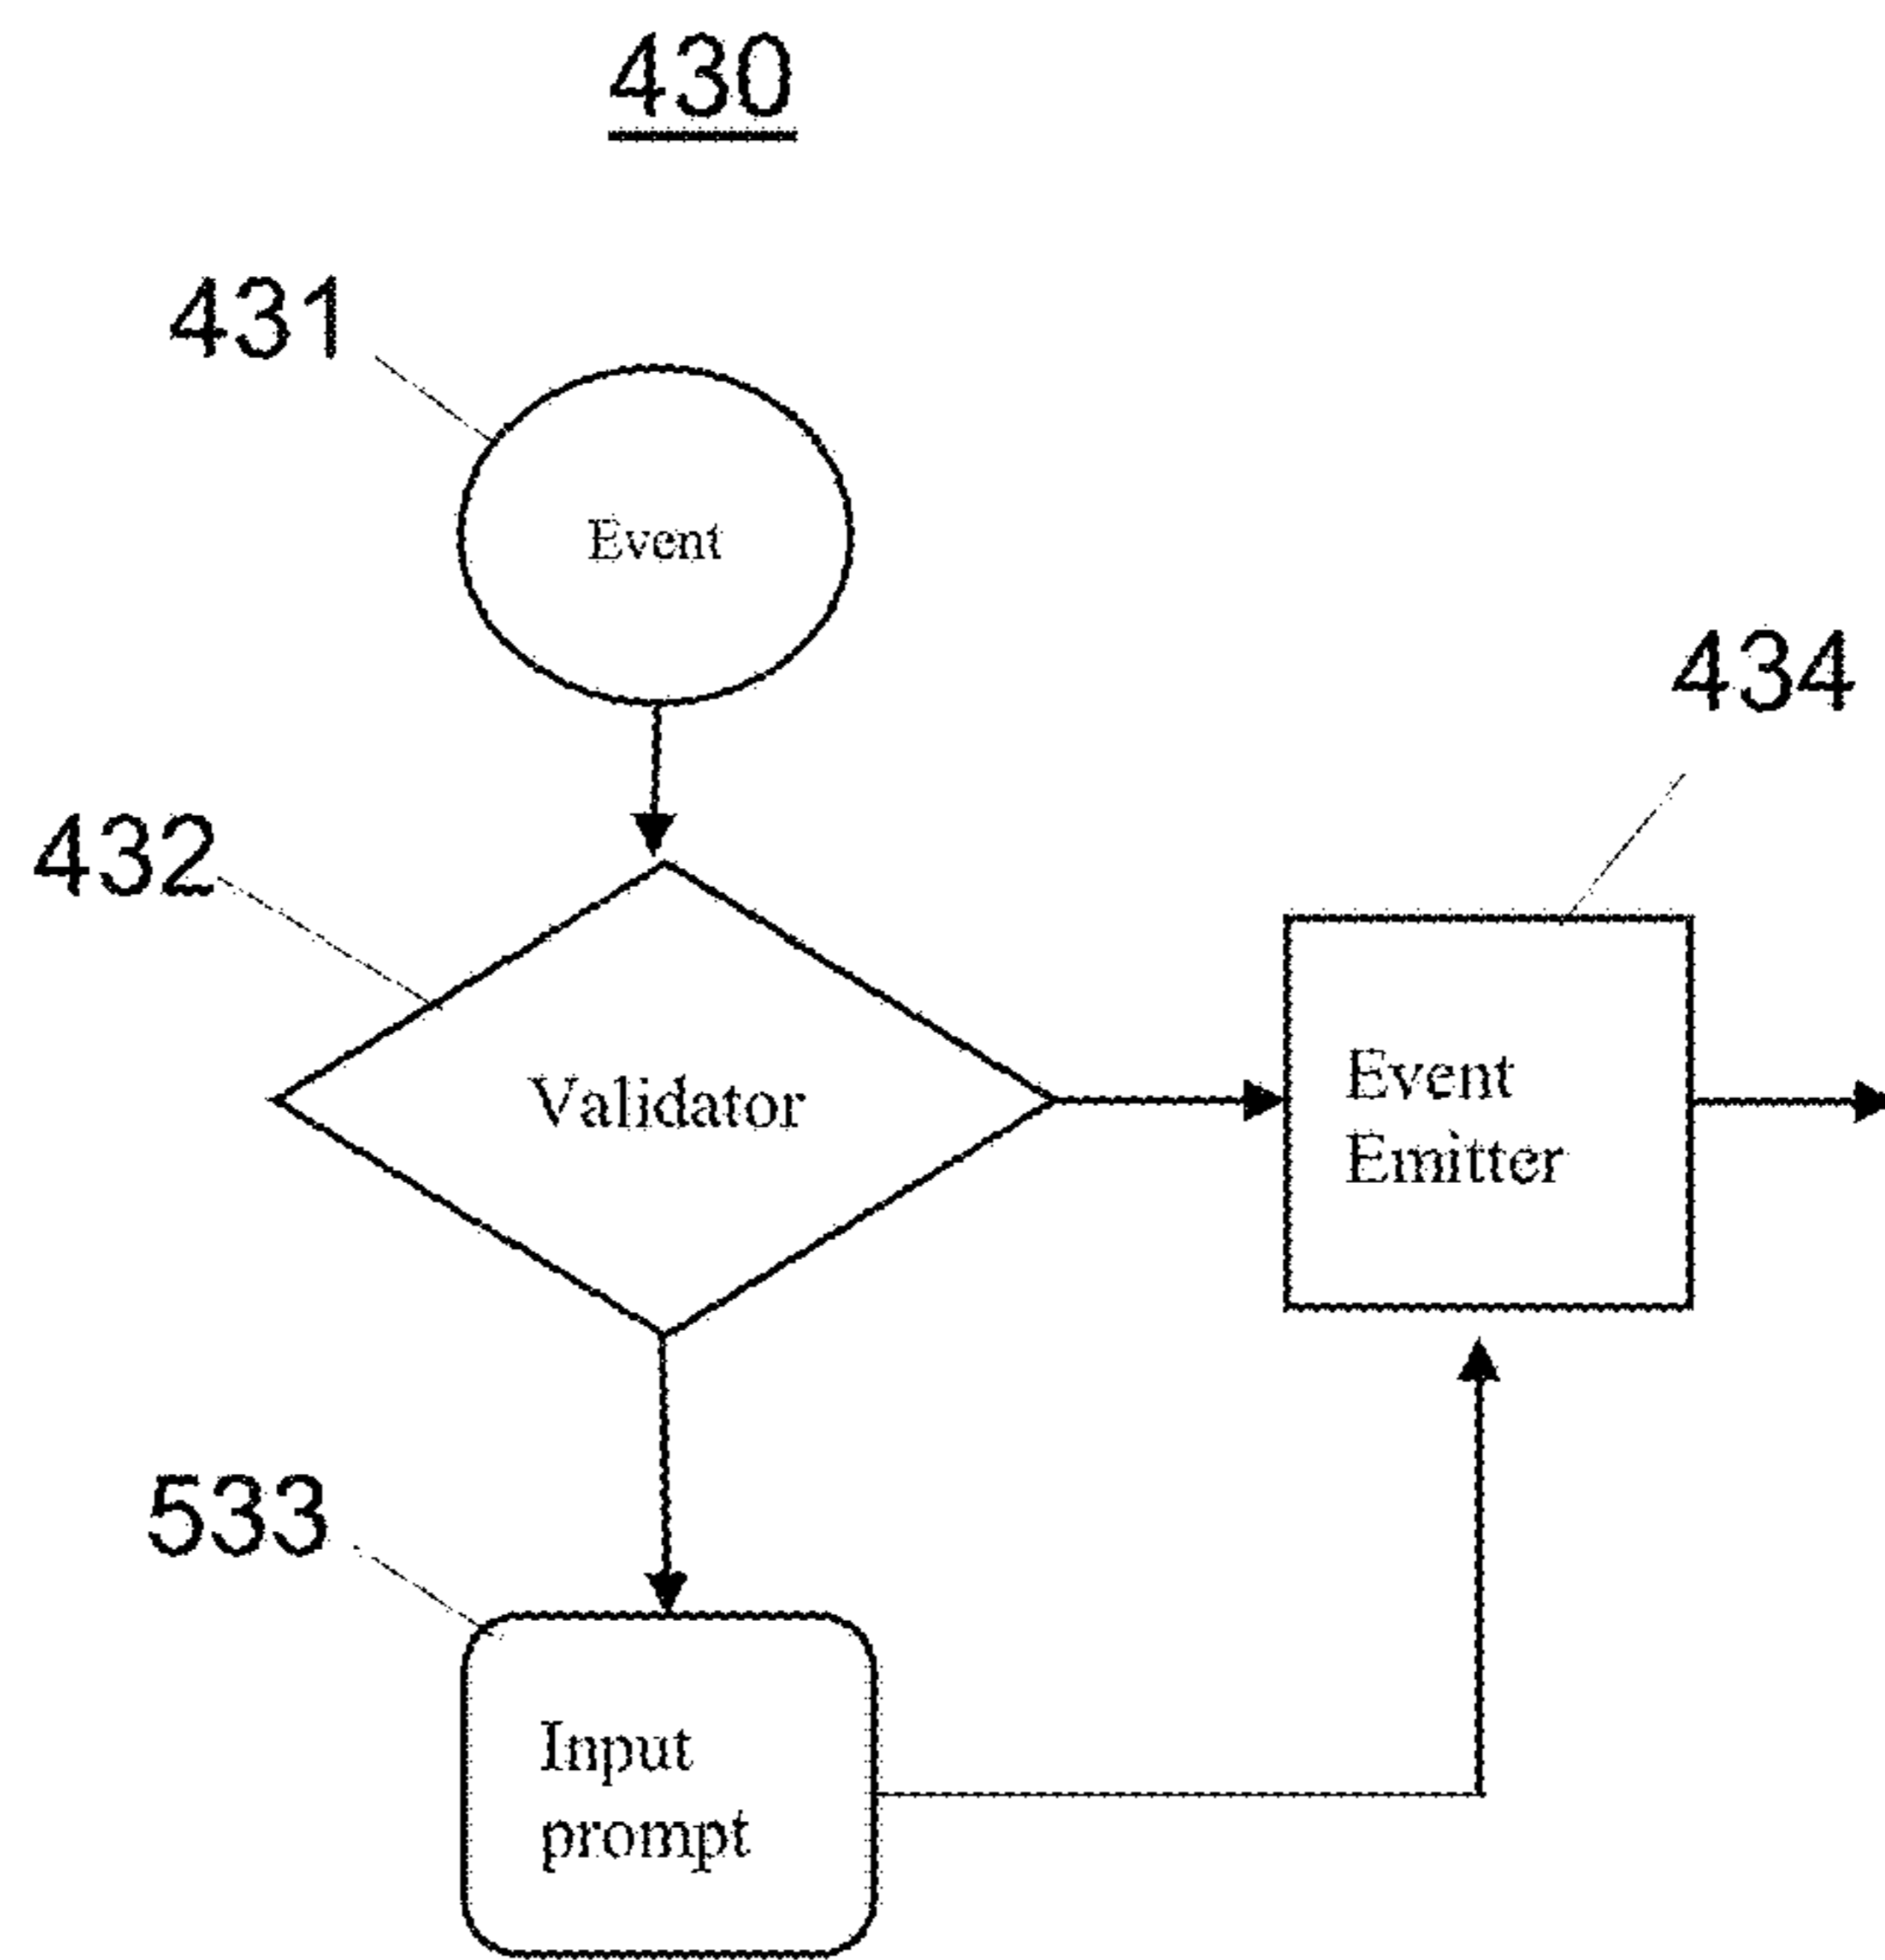 430
431
Event
434
432
Validator
Event
Emitter
533
Input
prompt